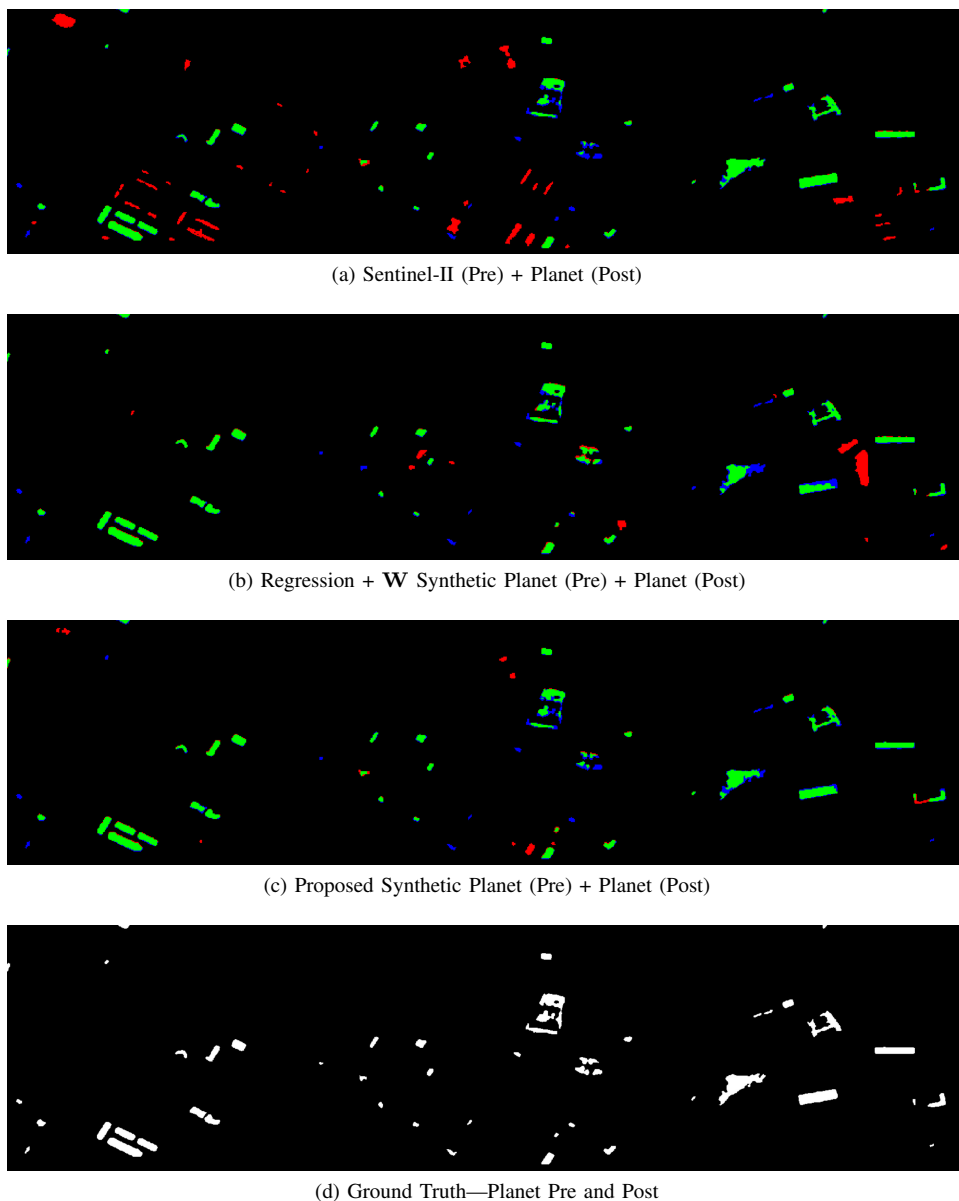 (a) Sentinel-II (Pre) + Planet (Post)
(b) Regression + W Synthetic Planet (Pre) + Planet (Post)
(c) Proposed Synthetic Planet (Pre) + Planet (Post)
(d) Ground Truth—Planet Pre and Post